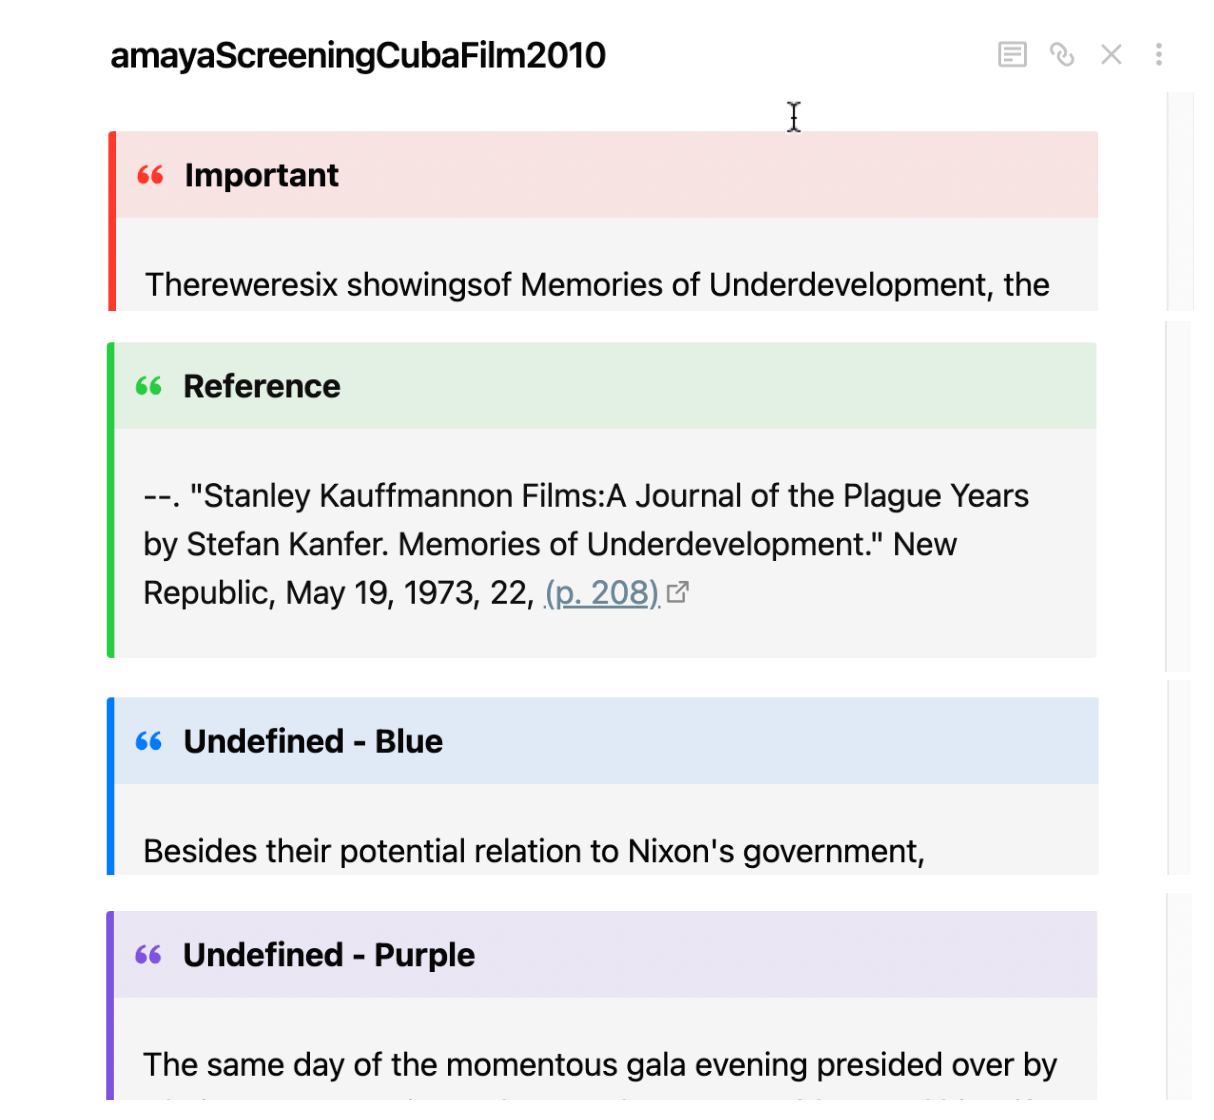 amayaScreeningCubaFilm2010
Important
Thereweresix showingsof Memories of Underdevelopment, the
Reference
--. "Stanley Kauffmannon Films:A Journal of the Plague Years
by Stefan Kanfer. Memories of Underdevelopment." New
Republic, May 19, 1973, 22, (p. 208)
Undefined - Blue
Besides their potential relation to Nixon's government,
Undefined - Purple
The same day of the momentous gala evening presided over by